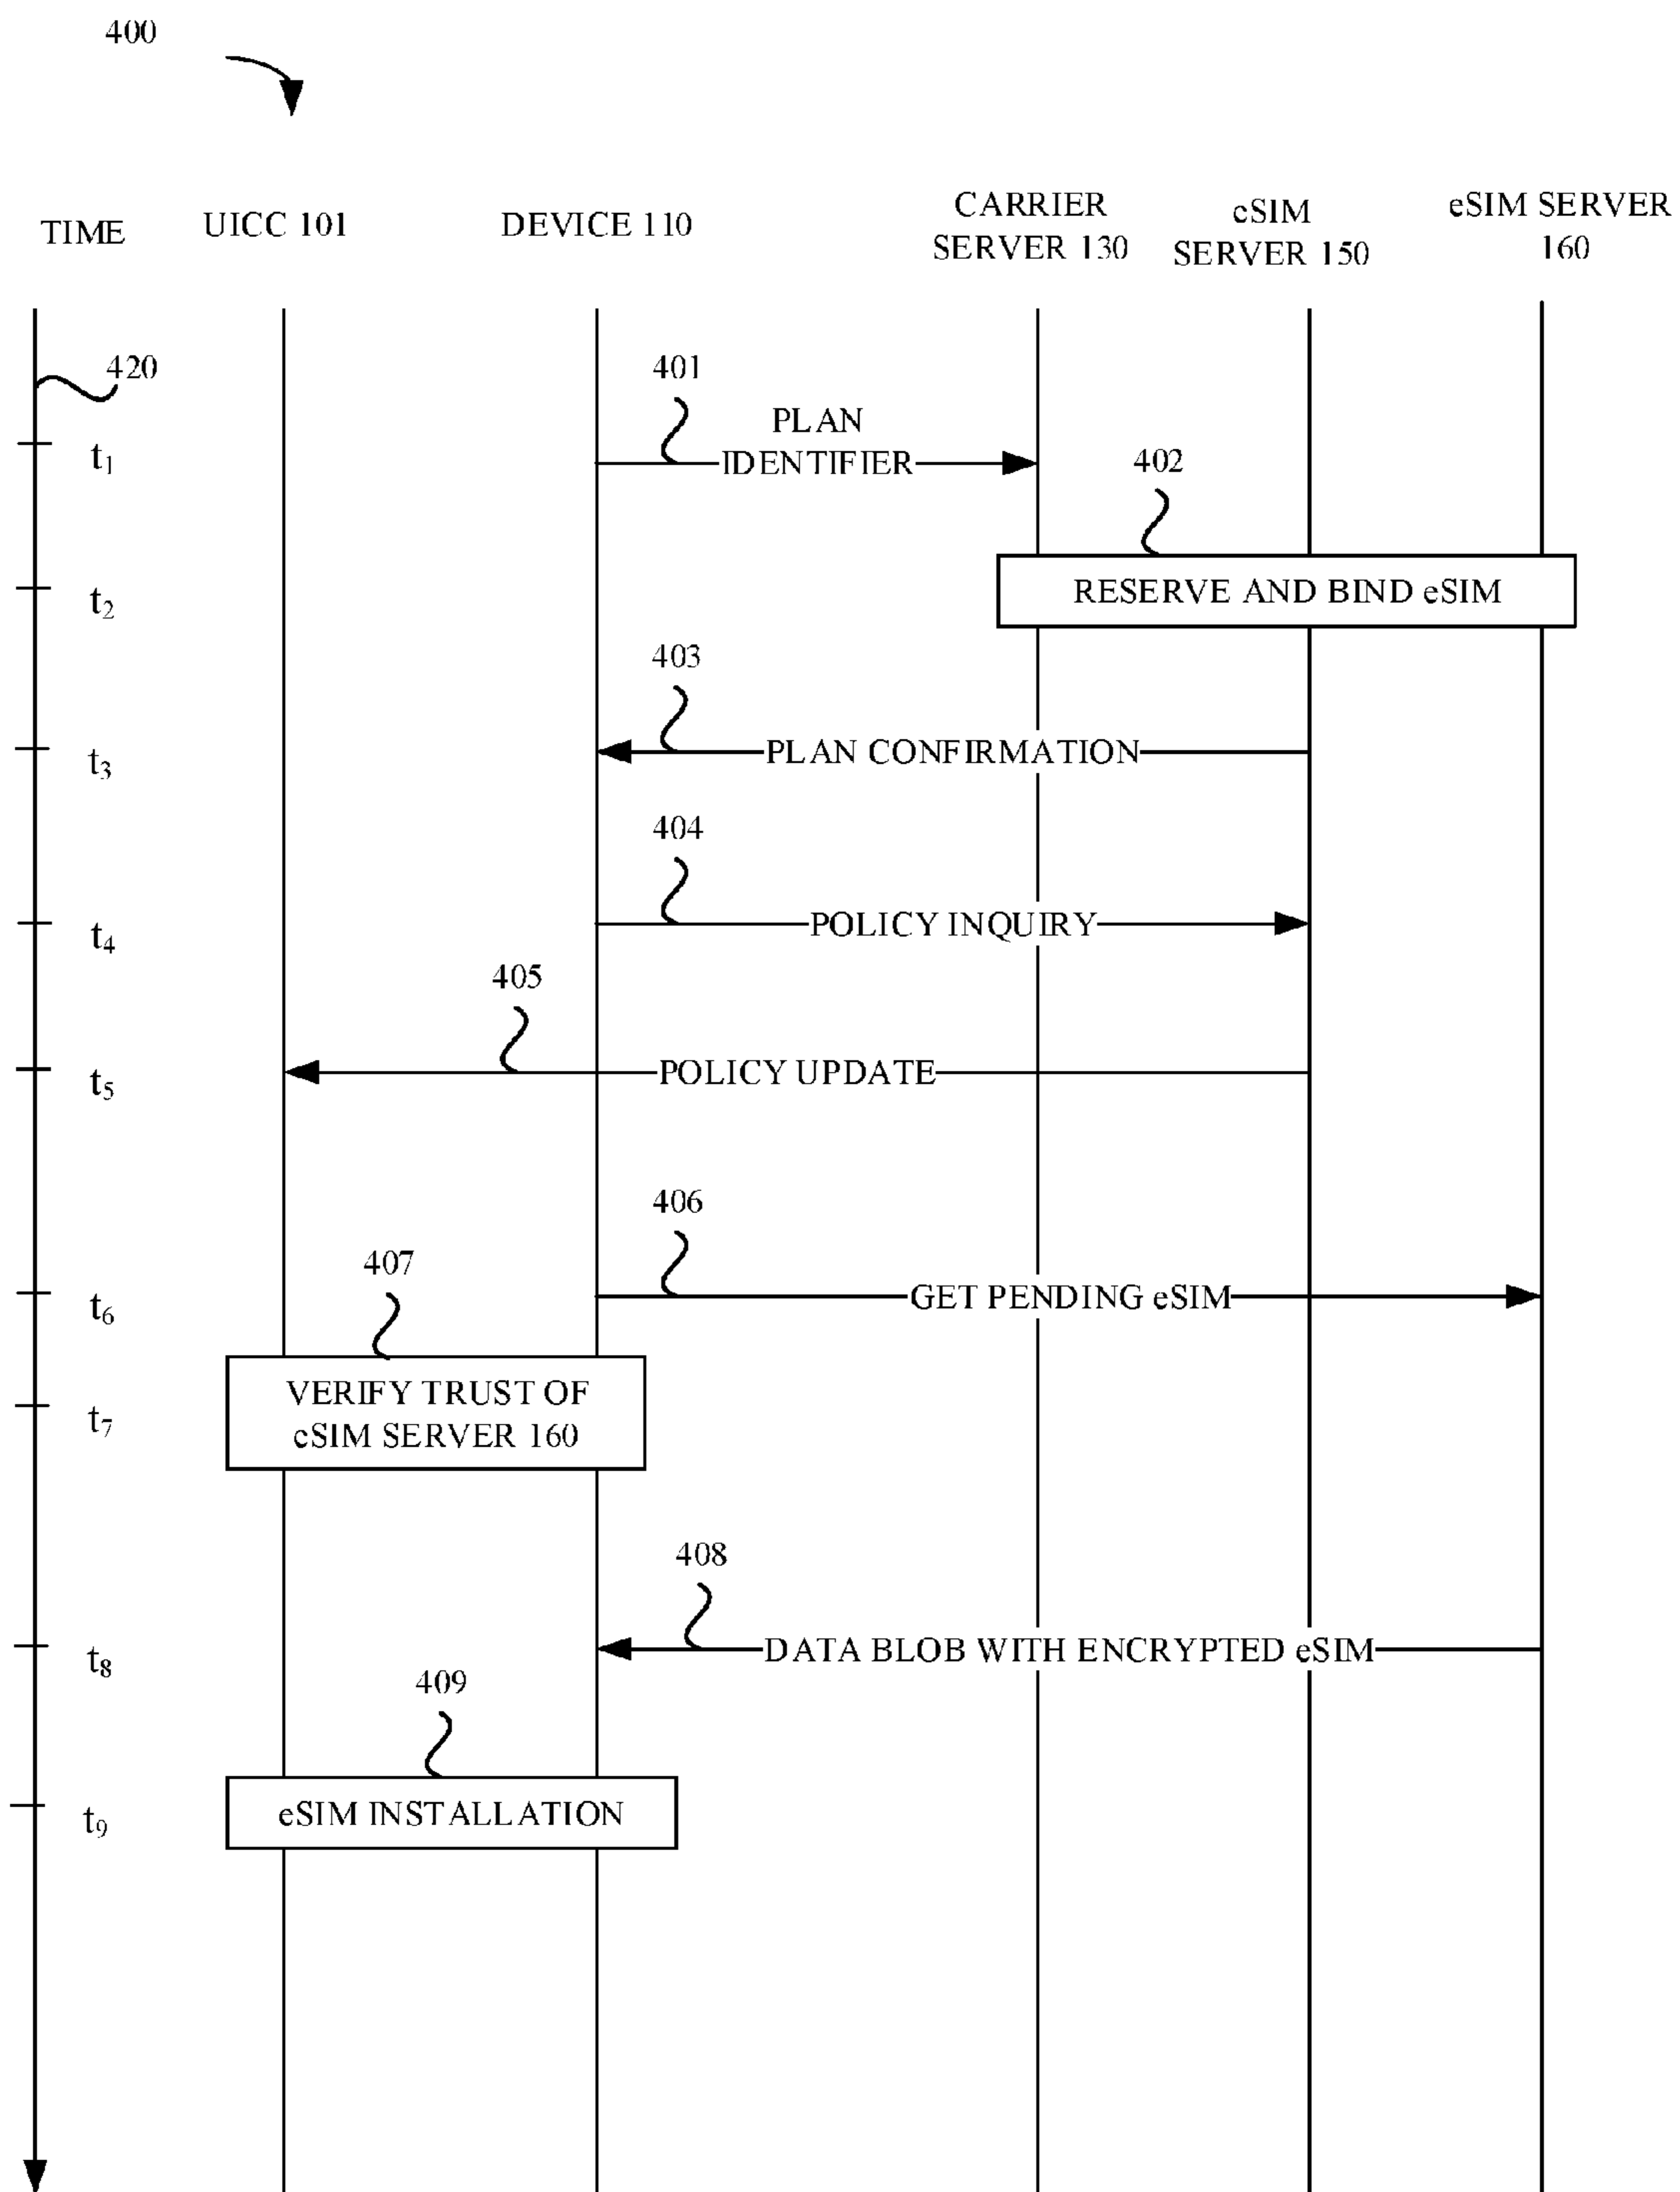 400
TIME
UICC 101
DEVICE 110
CARRIER
SERVER 130
eSIM
SERVER 150
eSIM SERVER
160
420
401
PLAN
IDENTIFIER
t1
402
RESERVE AND BIND eSIM
t2
403
PLAN CONFIRMATION
t3
404
POLICY INQUIRY
t4
405
POLICY UPDATE
t5
406
GET PENDING eSIM
t6
407
VERIFY TRUST OF
eSIM SERVER 160
t7
408
DATA BLOB WITH ENCRYPTED eSIM
t8
409
eSIM INSTALLATION
t9